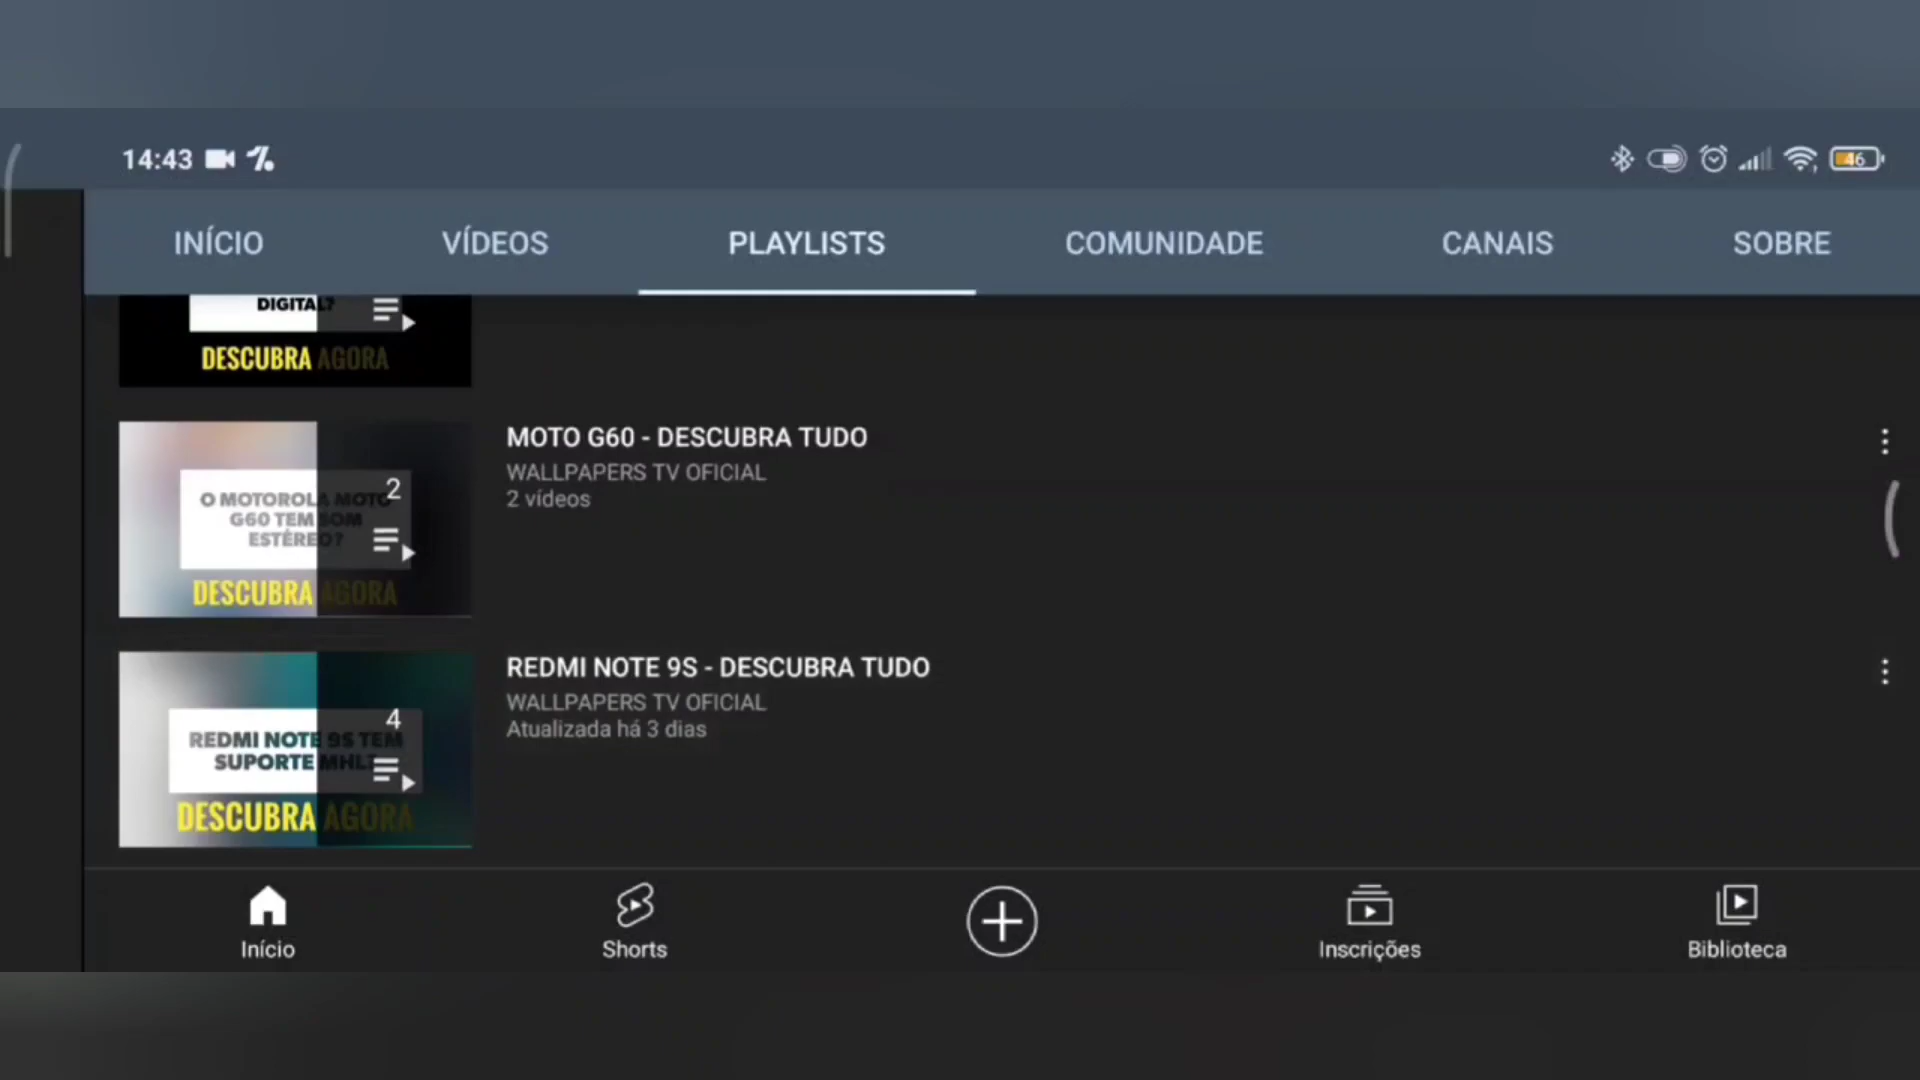 14:43
46
INÍCIO VÍDEOS PLAYLISTS COMUNIDADE CANAIS SOBRE
DIGITAL?
DESCUBRA AGORA
MOTO G60 - DESCUBRA TUDO
WALLPAPERS TV OFICIAL
2 vídeos
2
O MOTOROLA MOTO
G60 TEM SOM
ESTÉREO?
DESCUBRA AGORA
REDMI NOTE 9S - DESCUBRA TUDO
WALLPAPERS TV OFICIAL
Atualizada há 3 dias
4
REDMI NOTE 9S TEM
SUPORTE MHL?
DESCUBRA AGORA
Início Shorts Inscrições Biblioteca